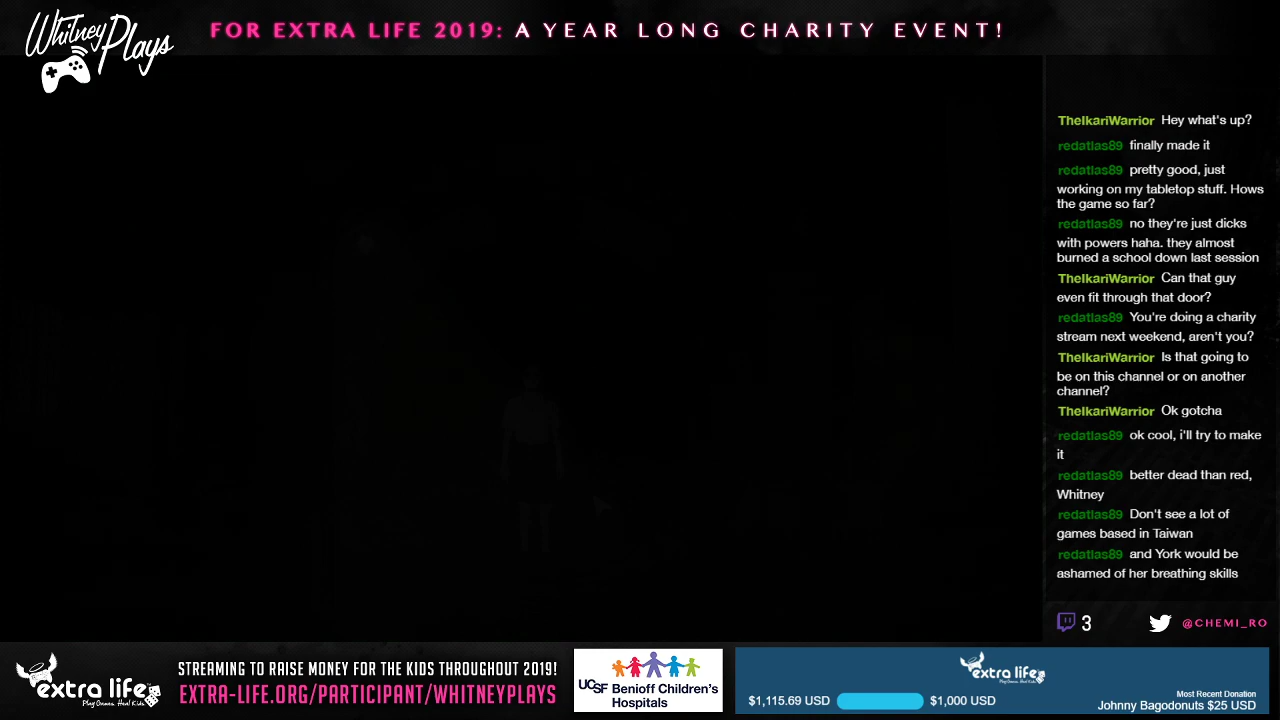 Whitney Plays
FOR EXTRA LIFE 2019: A YEAR LONG CHARITY EVENT!
TheIkariWarrior Hey what's up?
redatlas89 finally made it
redatlas89 pretty good, just
working on my tabletop stuff. Hows
the game so far?
redatlas89 no they're just dicks
with powers haha. they almost
burned a school down last session
TheIkariWarrior Can that guy
even fit through that door?
redatlas89 You're doing a charity
stream next weekend, aren't you?
TheIkariWarrior Is that going to
be on this channel or on another
channel?
TheIkariWarrior Ok gotcha
redatlas89 ok cool, i'll try to make
it
redatlas89 better dead than red,
Whitney
redatlas89 Don't see a lot of
games based in Taiwan
redatlas89 and York would be
ashamed of her breathing skills
3
@CHEMI_RO
extra life
Play Games. Heal Kids.
STREAMING TO RAISE MONEY FOR THE KIDS THROUGHOUT 2019!
EXTRA-LIFE.ORG/PARTICIPANT/WHITNEYPLAYS
UCSF Benioff Children's
Hospitals
extra life
Play Games. Heal Kids.
$1,115.69 USD
$1,000 USD
Most Recent Donation
Johnny Bagodonuts $25 USD